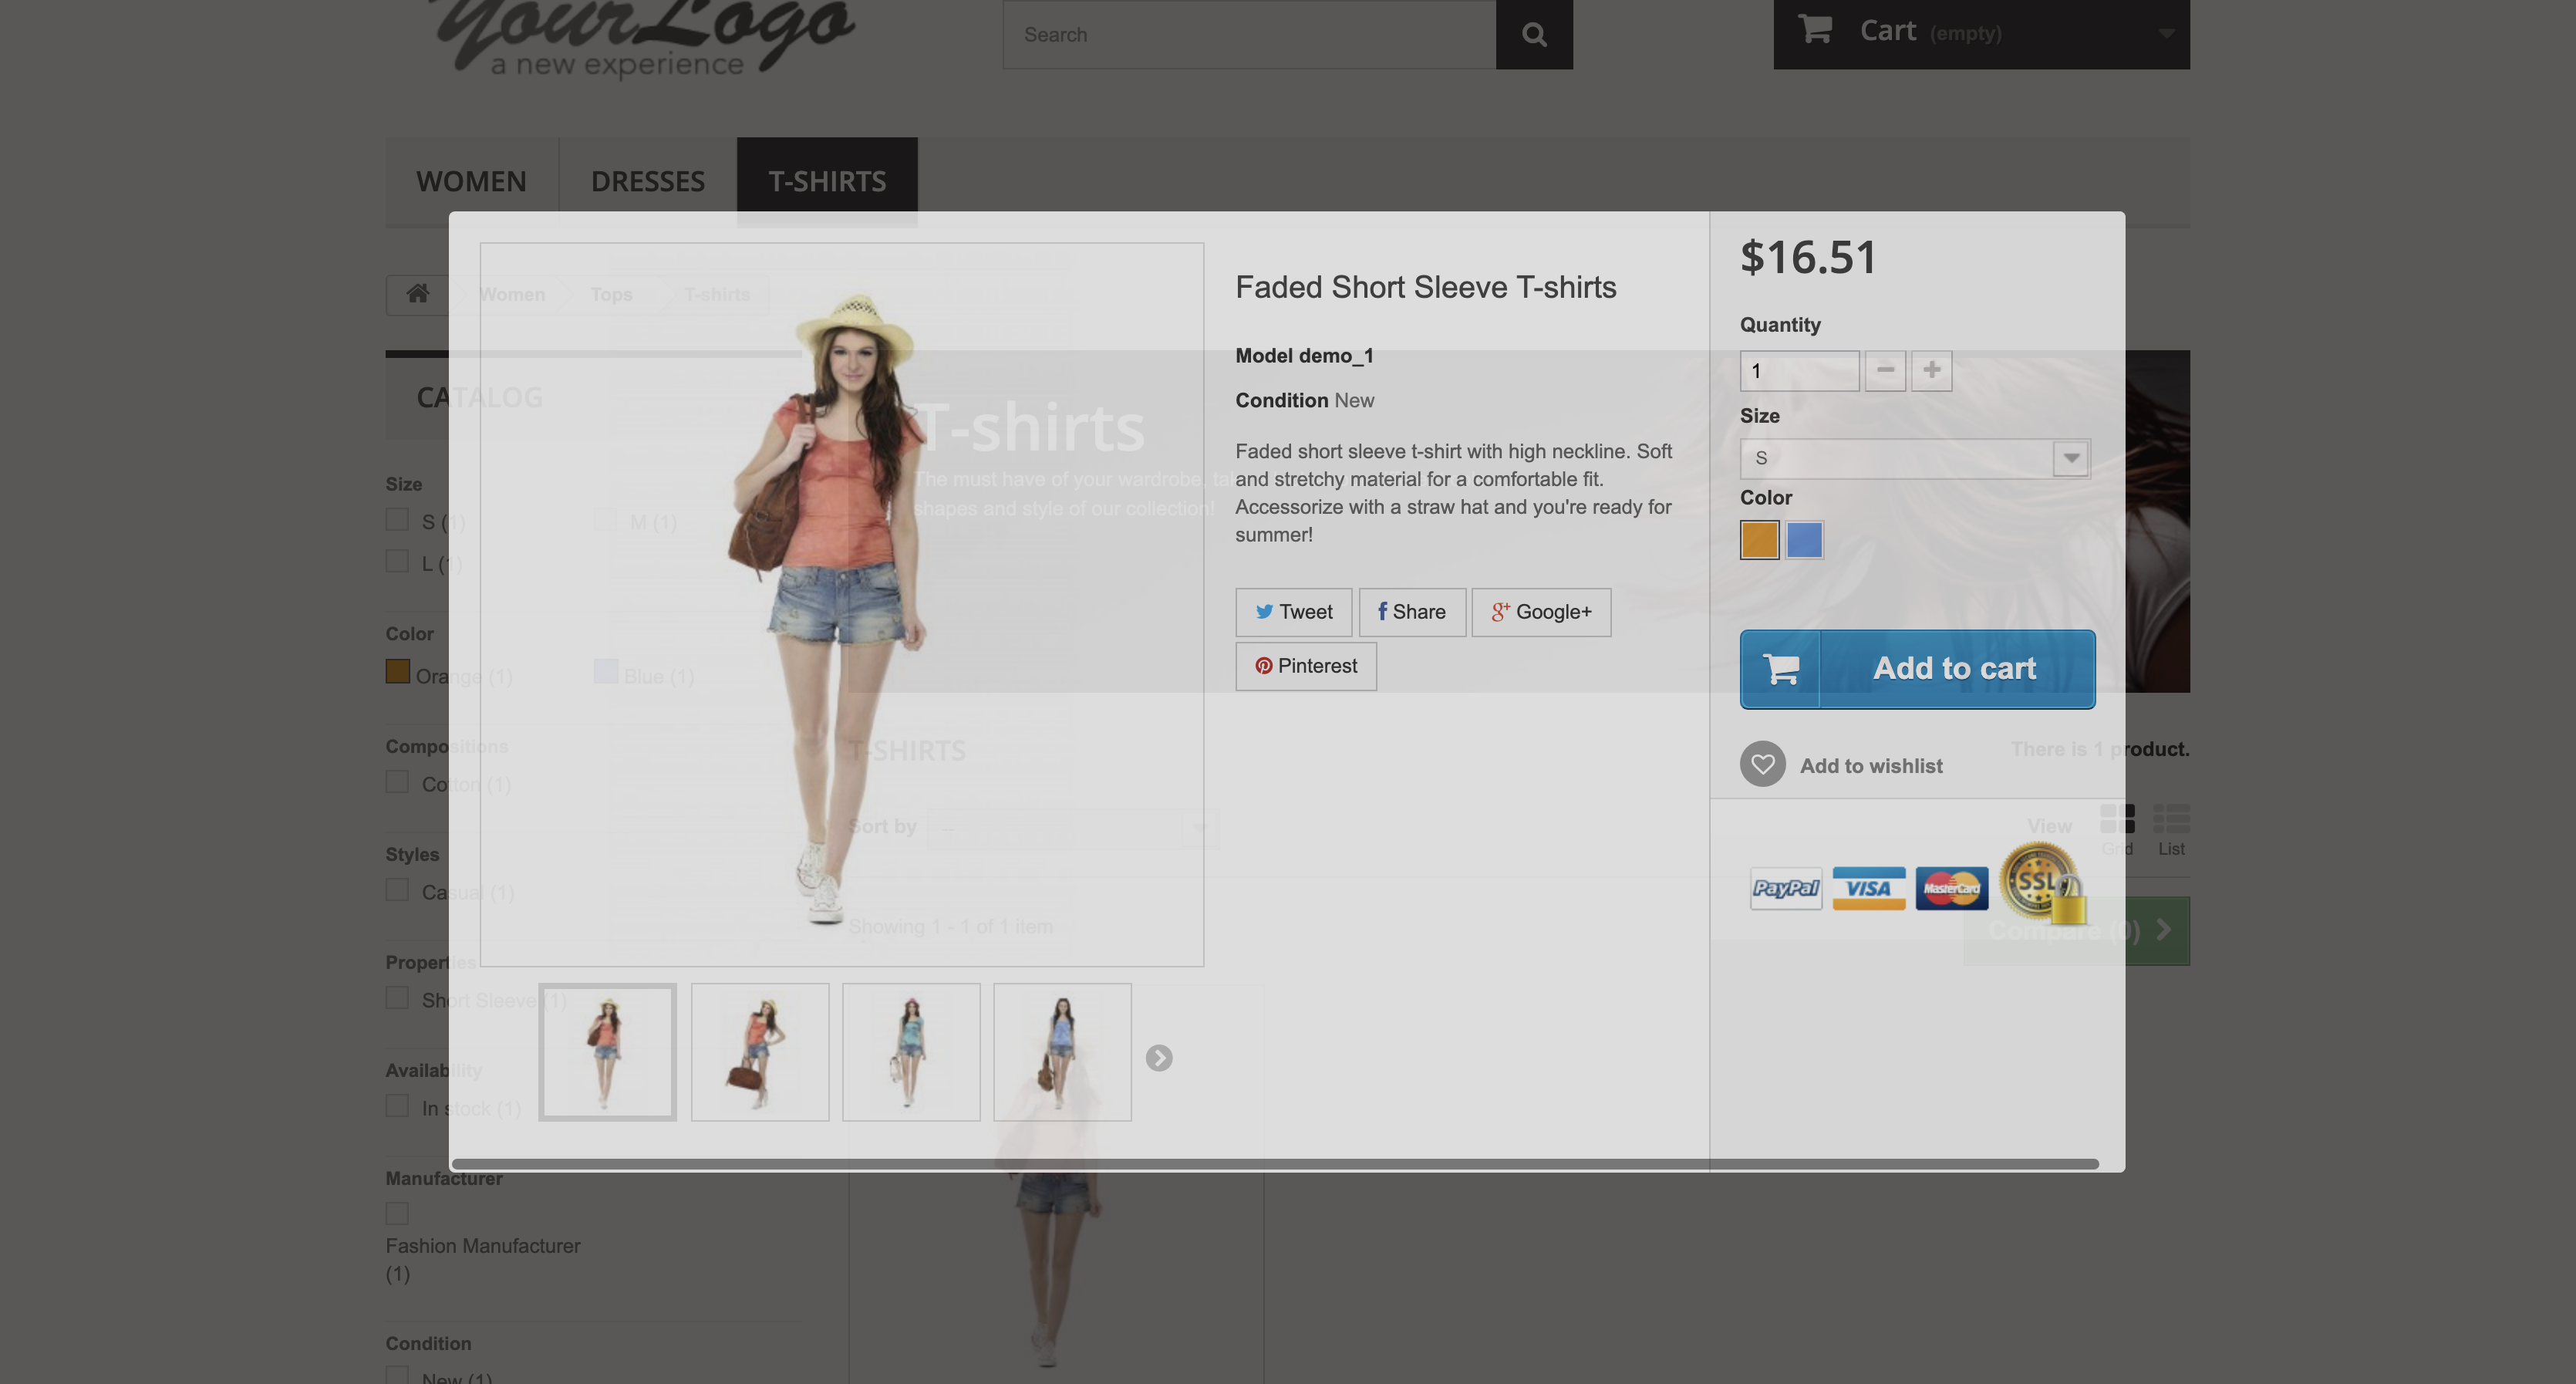 YourLogo
a new experience
Search
Cart (empty)
WOMEN
DRESSES
T-SHIRTS
Women
Tops
T-shirts
CATALOG
Size
S (1)
M (1)
L (1)
Color
Orange (1)
Blue (1)
Compositions
Cotton (1)
Styles
Casual (1)
Properties
Short Sleeve (1)
Availability
In stock (1)
Manufacturer
Fashion Manufacturer
(1)
Condition
New (1)
T-shirts
The must have of your wardrobe,
shapes and style of our collection!
T-SHIRTS
There is 1 product.
Sort by
--
View
Grid
List
Showing 1 - 1 of 1 item
Compare (0)
Faded Short Sleeve T-shirts
Model demo_1
Condition New
Faded short sleeve t-shirt with high neckline. Soft
and stretchy material for a comfortable fit.
Accessorize with a straw hat and you're ready for
summer!
Tweet
Share
Google+
Pinterest
$16.51
Quantity
1
Size
S
Color
Add to cart
Add to wishlist
PayPal
VISA
MasterCard
SSL